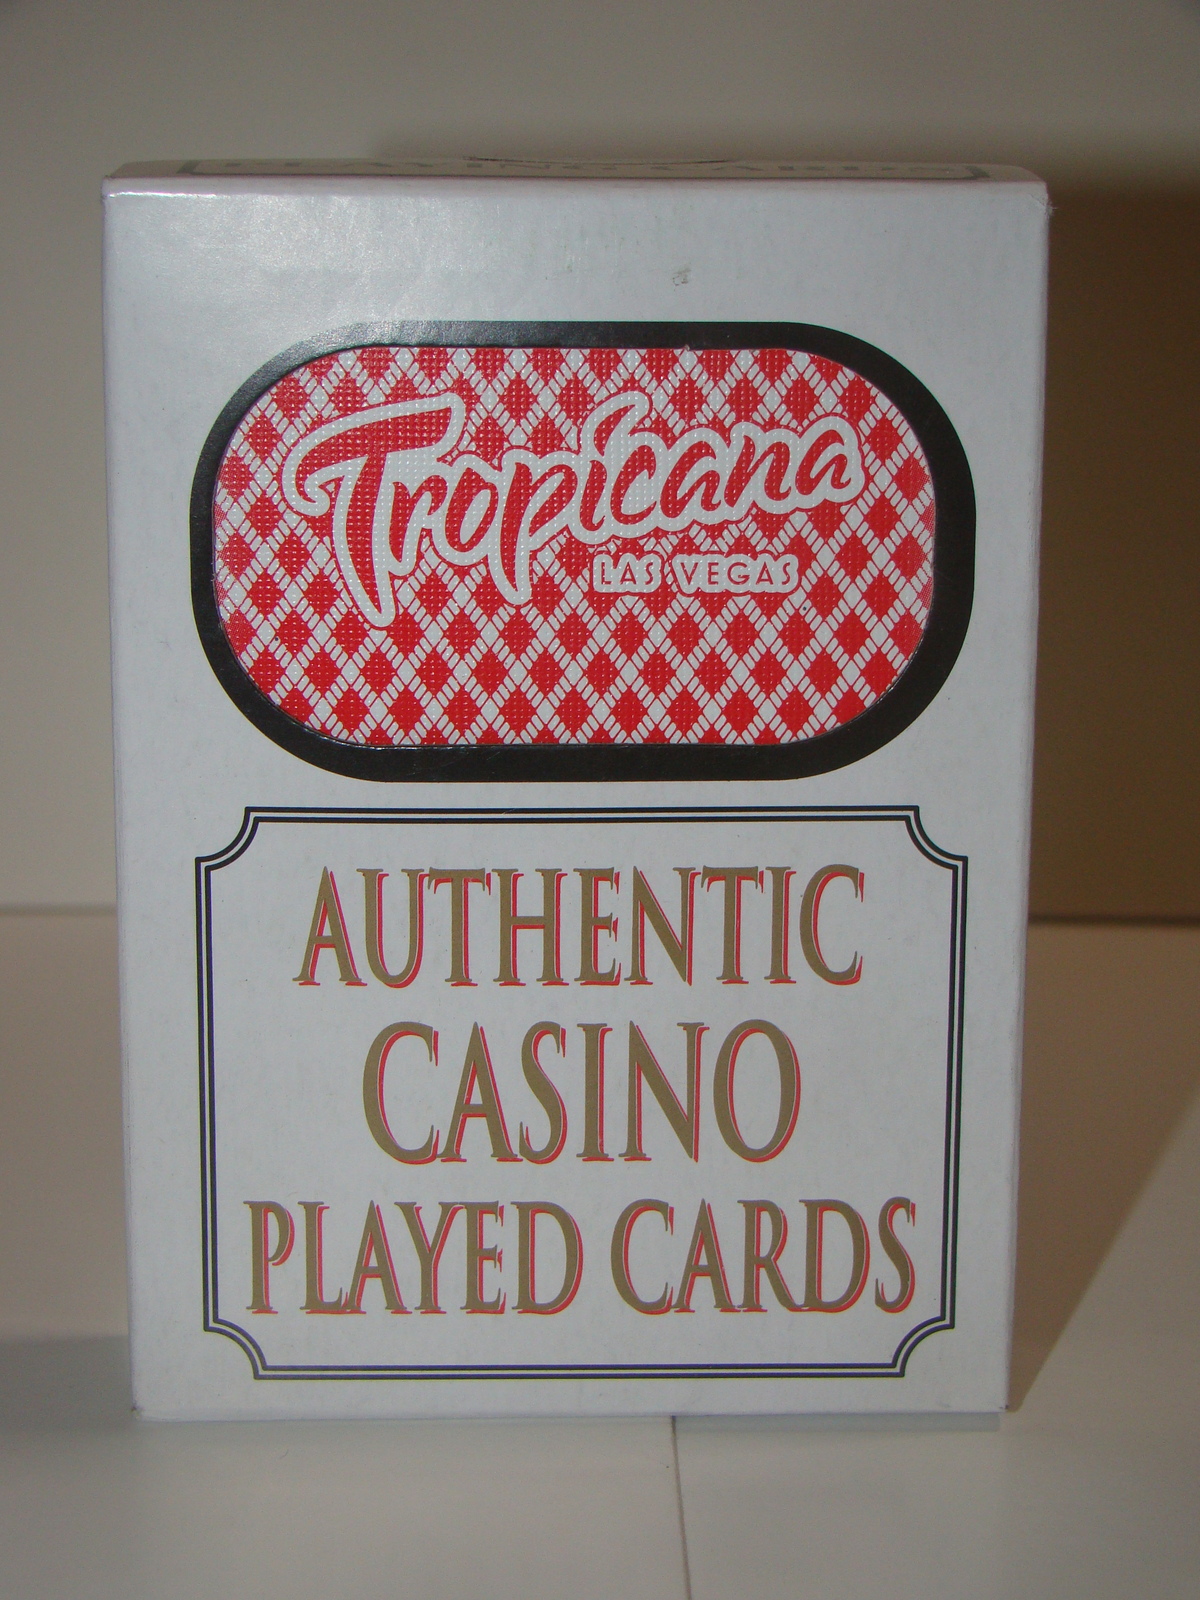 Tropicana
LAS VEGAS
AUTHENTIC
CASINO
PLAYED CARDS